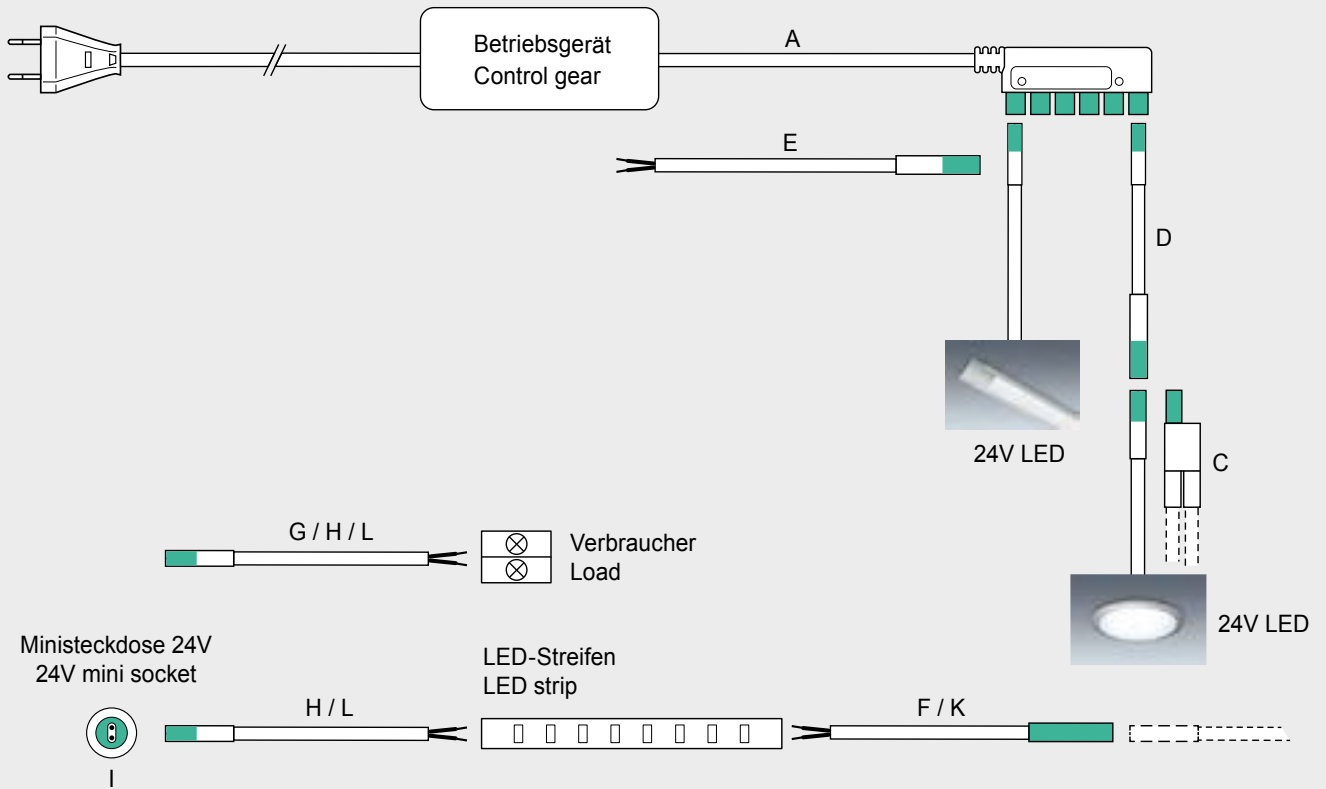 Betriebsgerät
Control gear
A
E
D
24V LED
C
G / H / L
Verbraucher
Load
24V LED
Ministeckdose 24V
24V mini socket
LED-Streifen
LED strip
H / L
F / K
I